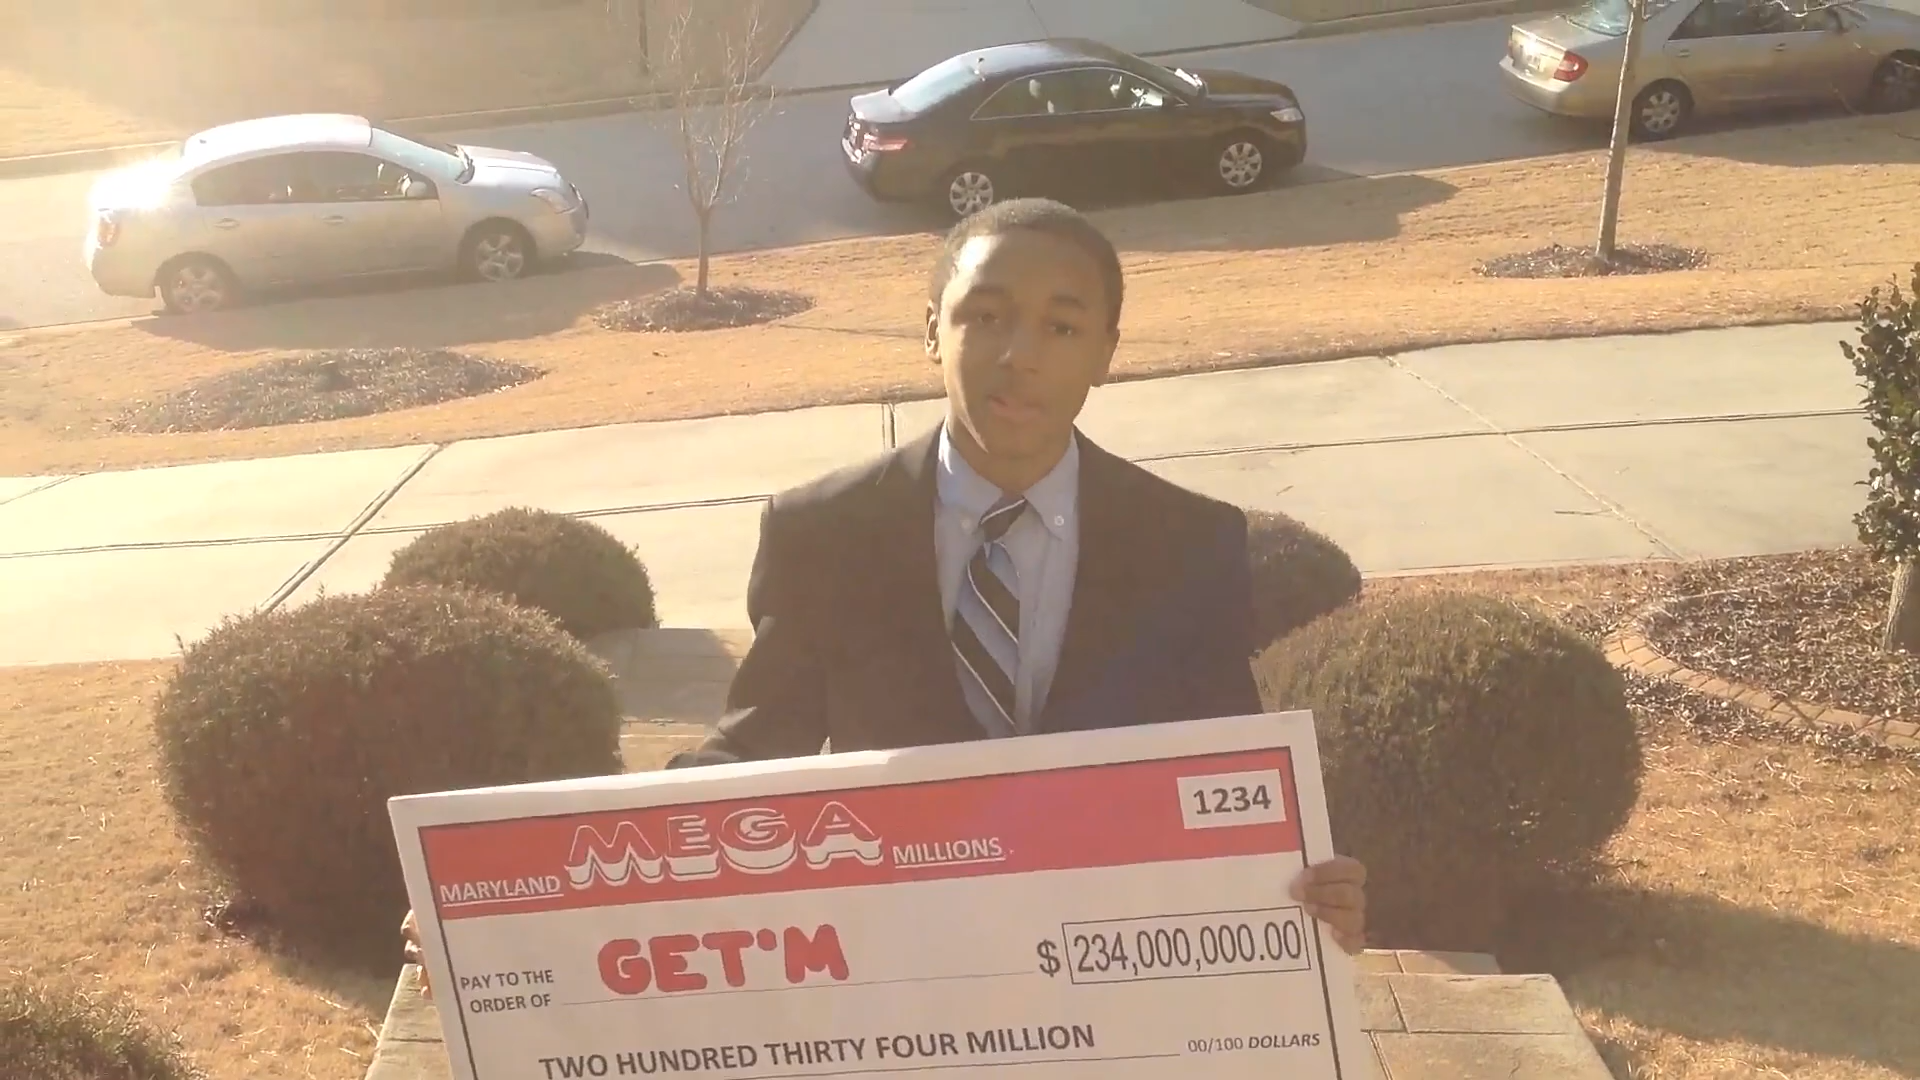 1234
MARYLAND MEGA MILLIONS
PAY TO THE
ORDER OF
GET'M
$ 234,000,000.00
TWO HUNDRED THIRTY FOUR MILLION
00/100 DOLLARS